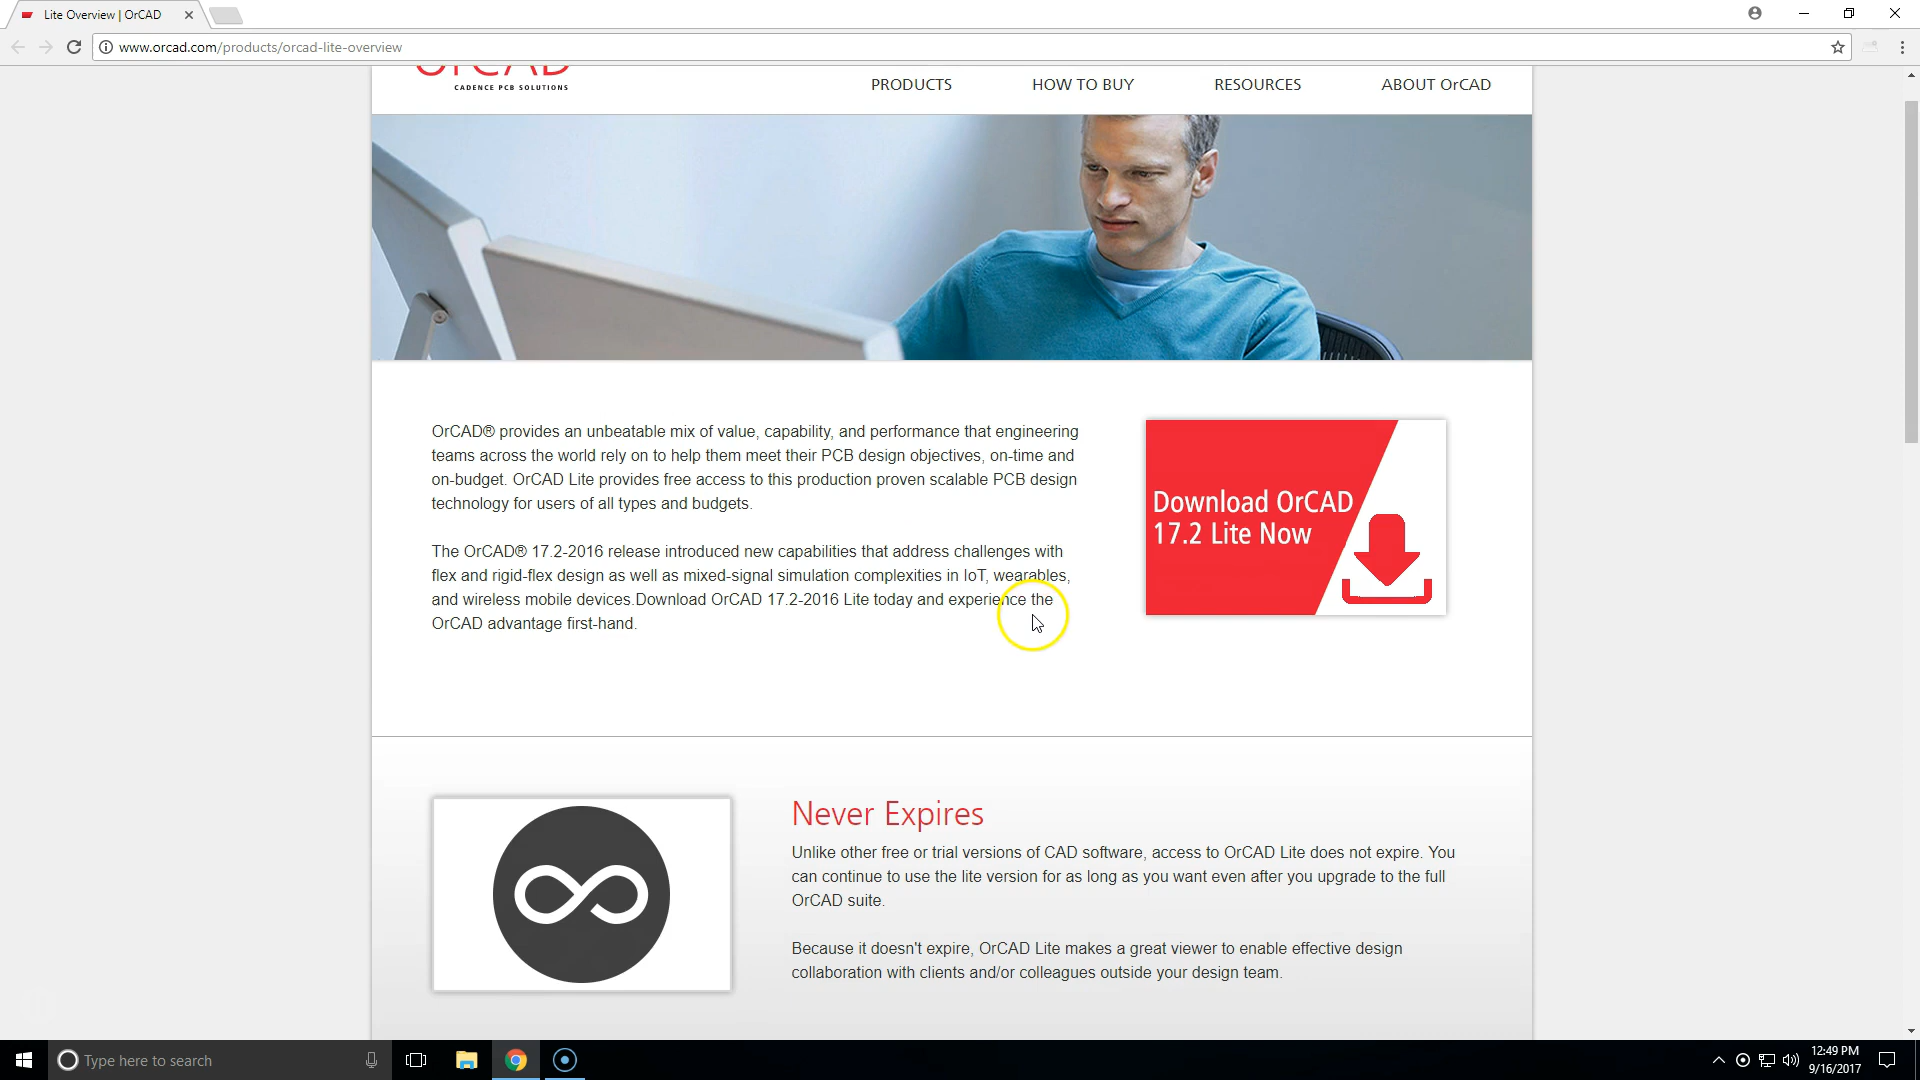 Lite Overview | OrCAD
www.orcad.com/products/orcad-lite-overview
OrCAD
CADENCE PCB SOLUTIONS
PRODUCTS
HOW TO BUY
RESOURCES
ABOUT OrCAD
OrCAD® provides an unbeatable mix of value, capability, and performance that engineering
teams across the world rely on to help them meet their PCB design objectives, on-time and
on-budget. OrCAD Lite provides free access to this production proven scalable PCB design
technology for users of all types and budgets.
The OrCAD® 17.2-2016 release introduced new capabilities that address challenges with
flex and rigid-flex design as well as mixed-signal simulation complexities in IoT, wearables,
and wireless mobile devices.Download OrCAD 17.2-2016 Lite today and experience the
OrCAD advantage first-hand.
Download OrCAD
17.2 Lite Now
Never Expires
Unlike other free or trial versions of CAD software, access to OrCAD Lite does not expire. You
can continue to use the lite version for as long as you want even after you upgrade to the full
OrCAD suite.
Because it doesn't expire, OrCAD Lite makes a great viewer to enable effective design
collaboration with clients and/or colleagues outside your design team.
Type here to search
12:49 PM
9/16/2017